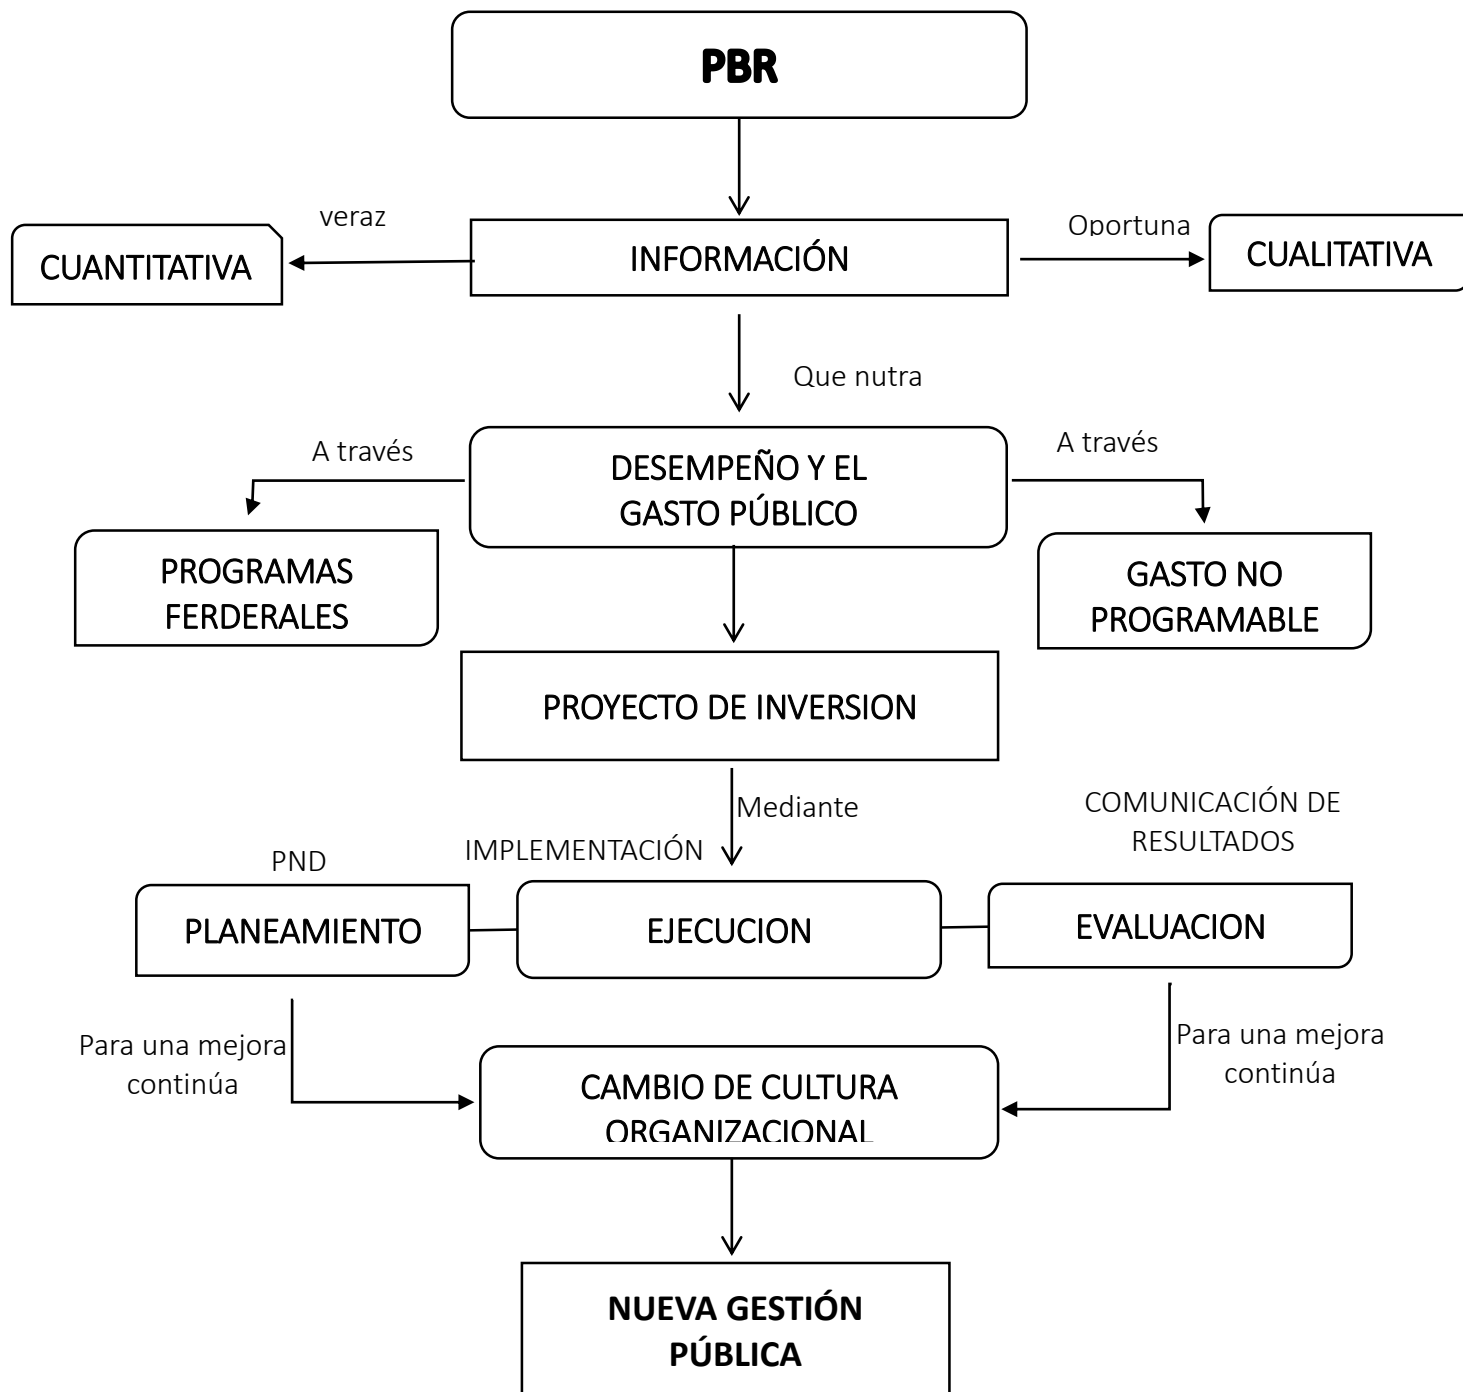 PBR
veraz
Oportuna
CUANTITATIVA
INFORMACIÓN
CUALITATIVA
Que nutra
A través
A través
DESEMPEÑO Y EL
GASTO PÚBLICO
PROGRAMAS
FERDERALES
GASTO NO
PROGRAMABLE
PROYECTO DE INVERSION
Mediante
COMUNICACIÓN DE
RESULTADOS
PND
IMPLEMENTACIÓN
PLANEAMIENTO
EJECUCION
EVALUACION
Para una mejora
continúa
Para una mejora
continúa
CAMBIO DE CULTURA
ORGANIZACIONAL
NUEVA GESTIÓN
PÚBLICA